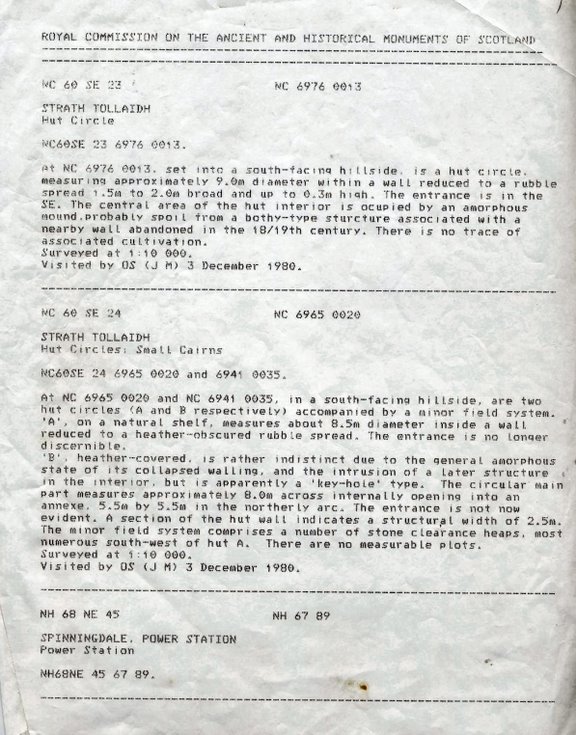 ROYAL COMMISSION ON THE ANCIENT AND HISTORICAL MONUMENTS OF SCOTLAND
NC 60 SE 23 NC 6976 0013
STRATH TOLLAIDH
Hut Circle
NC60SE 23 6976 0013.
At NC 6976 0013, set into a south-facing hillside, is a hut circle,
measuring approximately 9.0m diameter within a wall reduced to a rubble
spread 1.5m to 2.0m broad and up to 0.3m high. The entrance is in the
SE. The central area of the hut interior is ocupied by an amorphous
mound,probably spoil from a bothy-type sturcture associated with a
nearby wall abandoned in the 18/19th century. There is no trace of
associated cultivation.
Surveyed at 1:10 000.
Visited by OS (J M) 3 December 1980.
NC 60 SE 24 NC 6965 0020
STRATH TOLLAIDH
Hut Circles; Small Cairns
NC60SE 24 6965 0020 and 6941 0035.
At NC 6965 0020 and NC 6941 0035, in a south-facing hillside, are two
hut circles (A and B respectively) accompanied by a minor field system.
'A', on a natural shelf, measures about 8.5m diameter inside a wall
reduced to a heather-obscured rubble spread. The entrance is no longer
discernible.
'B', heather-covered, is rather indistinct due to the general amorphous
state of its collapsed walling, and the intrusion of a later structure
in the interior, but is apparently a 'key-hole' type. The circular main
part measures approximately 8.0m across internally opening into an
annexe, 5.5m by 5.5m in the northerly arc. The entrance is not now
evident. A section of the hut wall indicates a structural width of 2.5m.
The minor field system comprises a number of stone clearance heaps, most
numerous south-west of hut A. There are no measurable plots.
Surveyed at 1:10 000.
Visited by OS (J M) 3 December 1980.
NH 68 NE 45 NH 67 89
SPINNINGDALE, POWER STATION
Power Station
NH68NE 45 67 89.